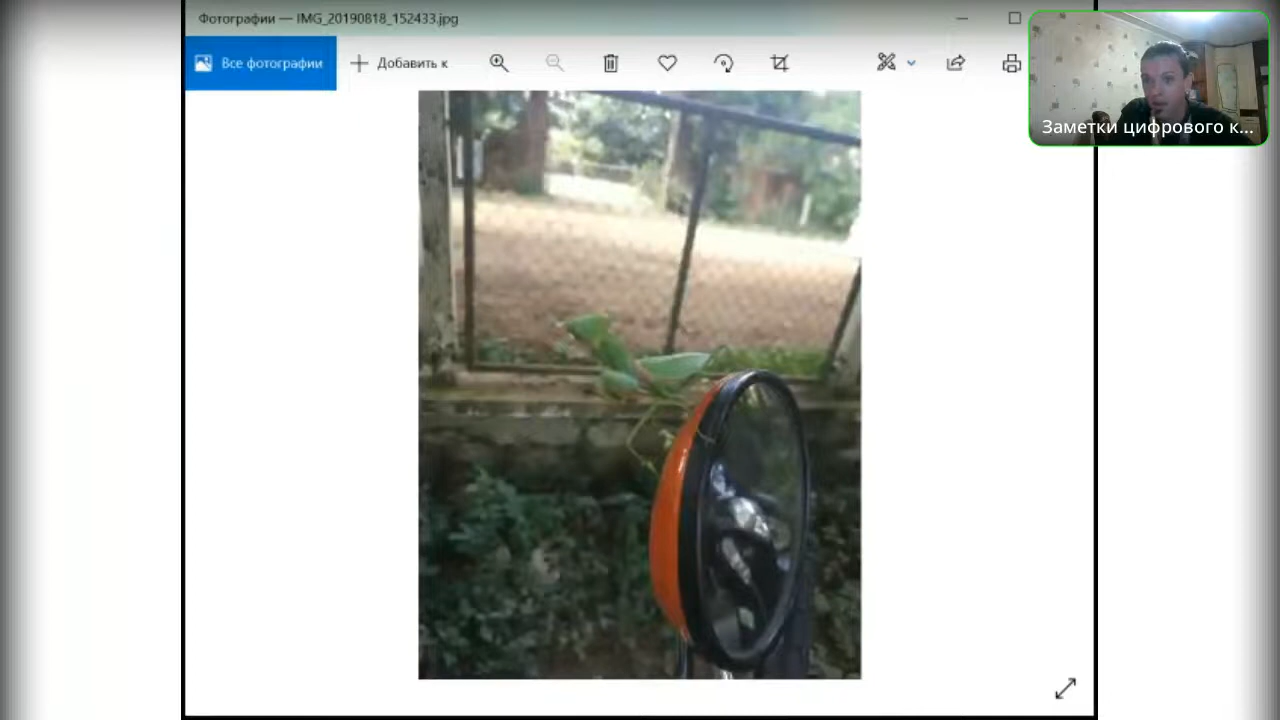 Фотографии — IMG_20190818_152433.jpg
Все фотографии
Добавить к
Заметки цифрового к...